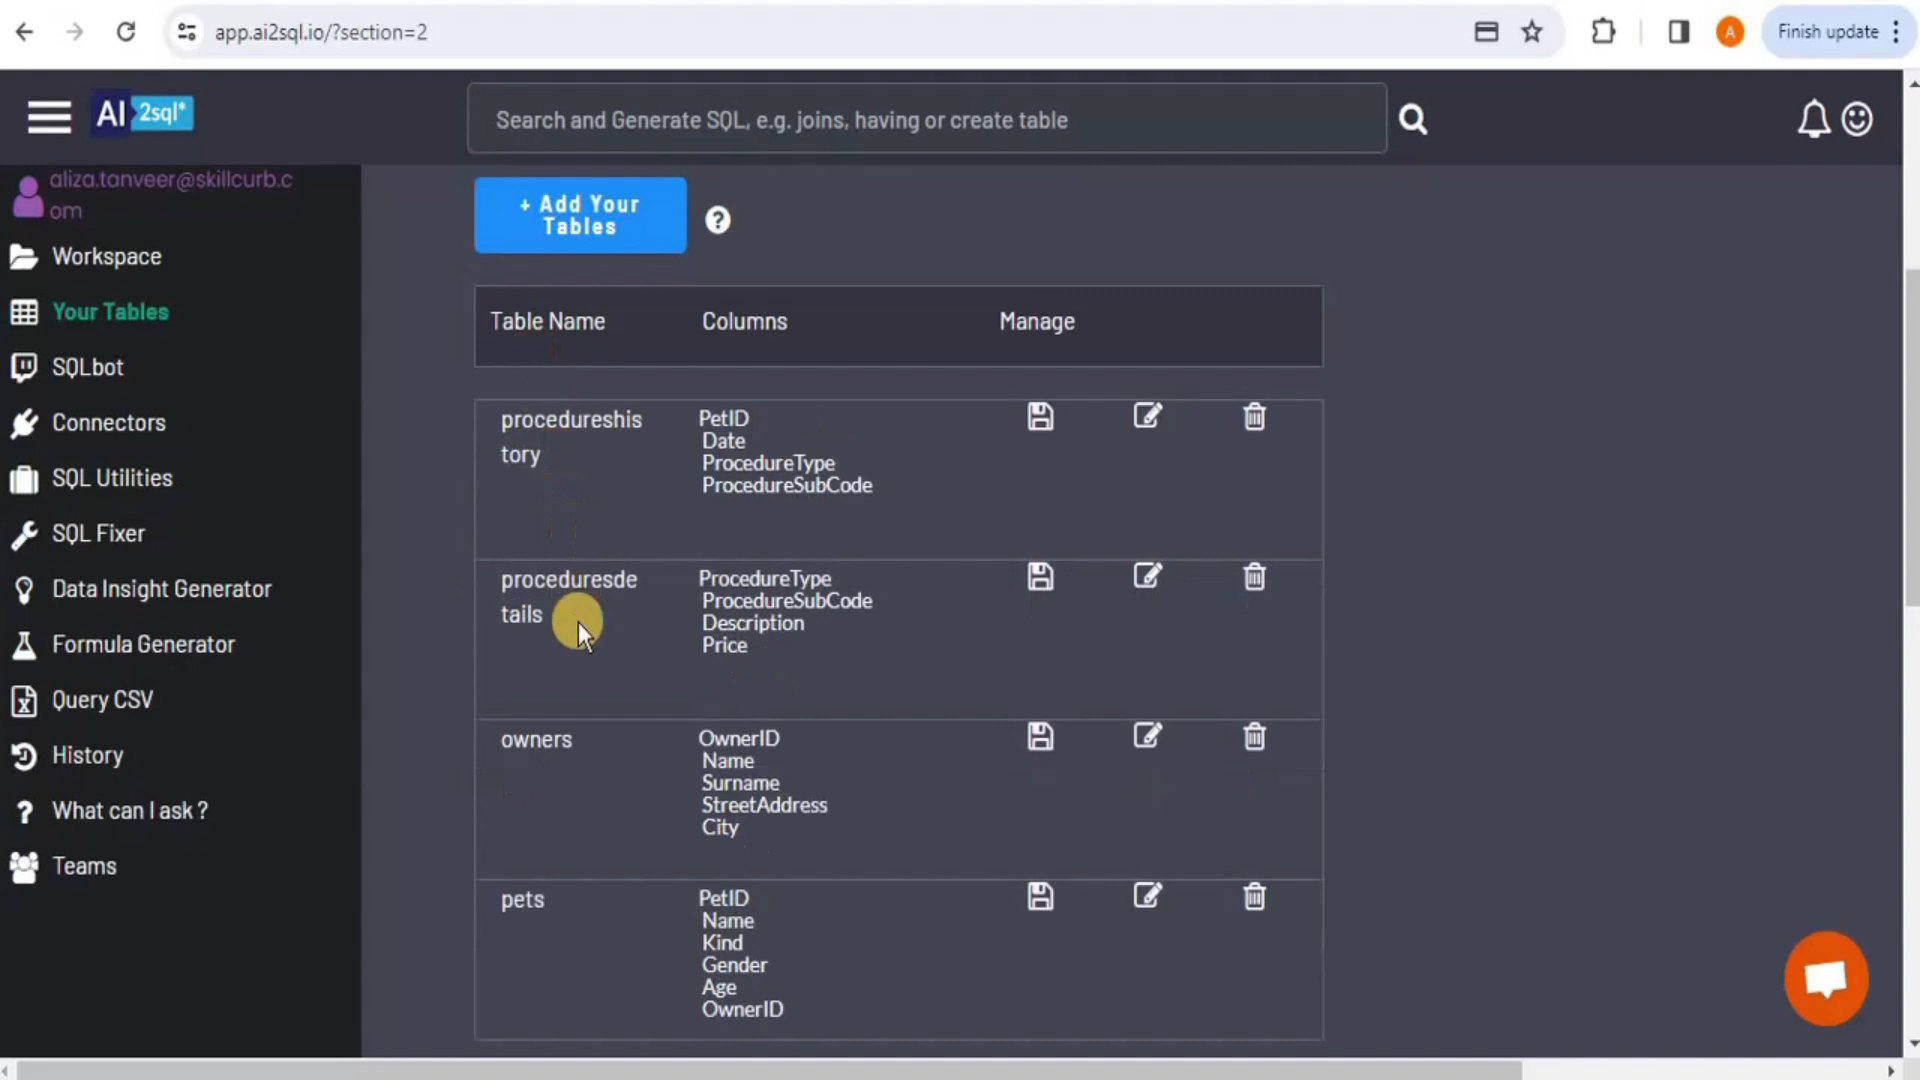 app.ai2sql.io/?section=2
A
Finish update
AI 2sql*
Search and Generate SQL, e.g. joins, having or create table
aliza.tanveer@skillcurb.c
om
Workspace
Your Tables
SQLbot
Connectors
SQL Utilities
SQL Fixer
Data Insight Generator
Formula Generator
Query CSV
History
What can I ask ?
Teams
+ Add Your
Tables
?
Table Name Columns Manage
procedureshis
tory
PetID
Date
ProcedureType
ProcedureSubCode
proceduresde
tails
ProcedureType
ProcedureSubCode
Description
Price
owners
OwnerID
Name
Surname
StreetAddress
City
pets
PetID
Name
Kind
Gender
Age
OwnerID